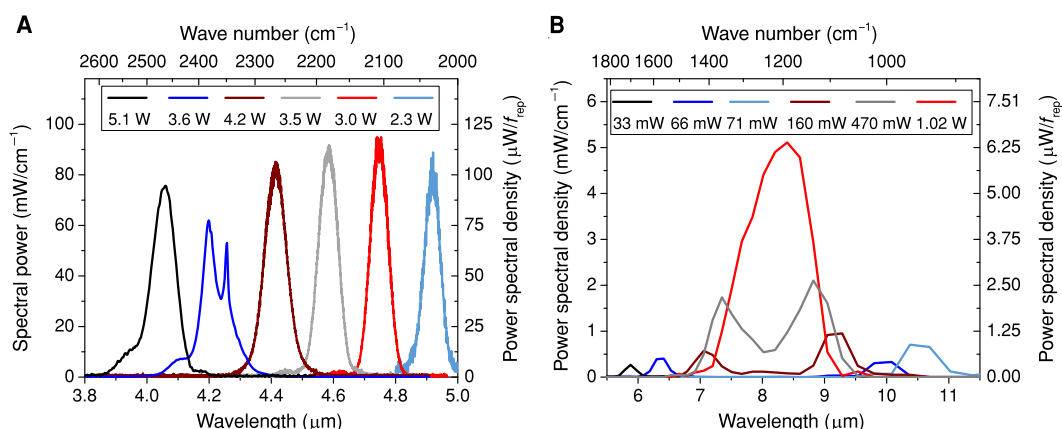 A
Wave number (cm⁻¹)
2600 2500 2400 2300 2200 2100 2000
5.1 W 3.6 W 4.2 W 3.5 W 3.0 W 2.3 W
Spectral power (mW/cm⁻¹)
100
80
60
40
20
0
125
100
75
50
25
0
Power spectral density (μW/f_rep)
3.8 4.0 4.2 4.4 4.6 4.8 5.0
Wavelength (μm)
B
Wave number (cm⁻¹)
1800 1600 1400 1200 1000
33 mW 66 mW 71 mW 160 mW 470 mW 1.02 W
Power spectral density (mW/cm⁻¹)
6
5
4
3
2
1
0
7.51
6.25
5.00
3.75
2.50
1.25
0.00
Power spectral density (μW/f_rep)
6 7 8 9 10 11
Wavelength (μm)